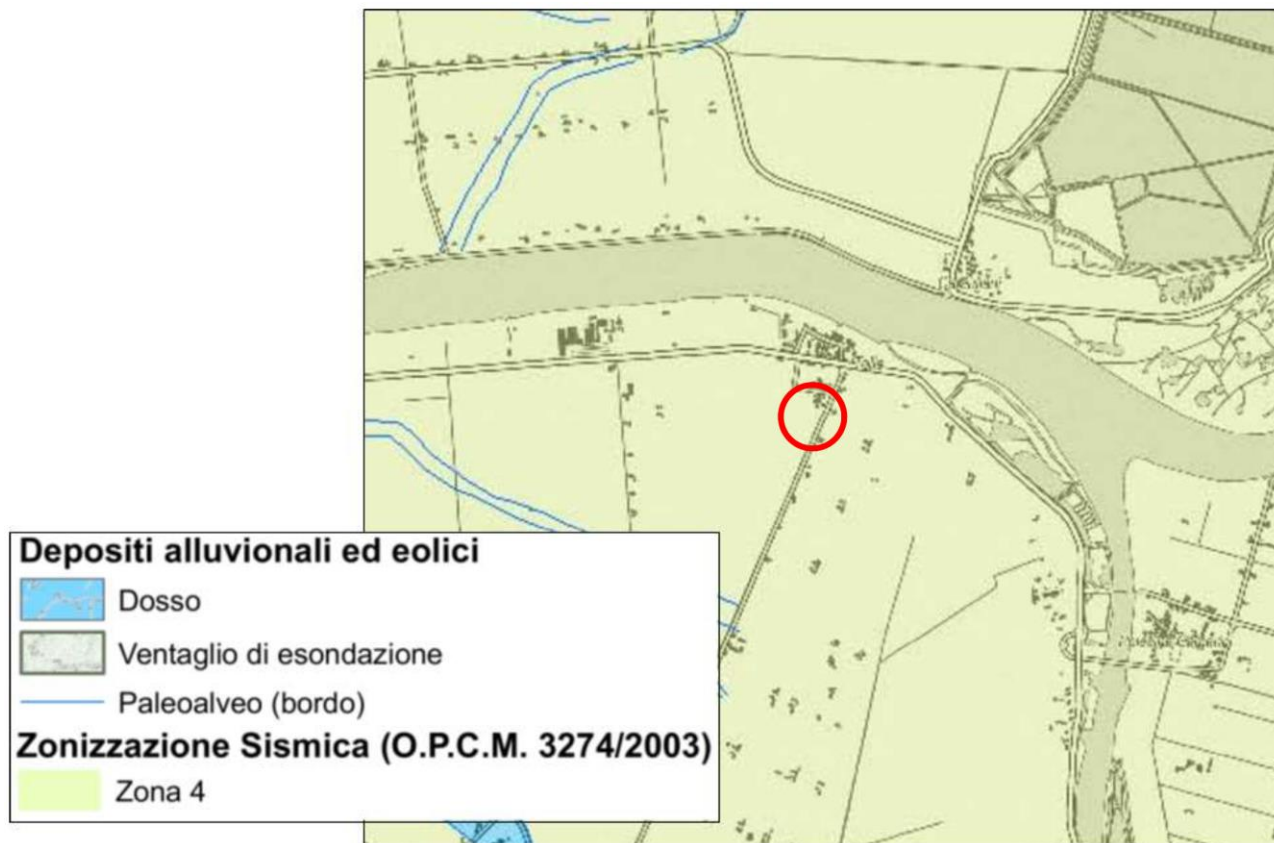 Depositi alluvionali ed eolici
Dosso
Ventaglio di esondazione
Paleoalveo (bordo)
Zonizzazione Sismica (O.P.C.M. 3274/2003)
Zona 4